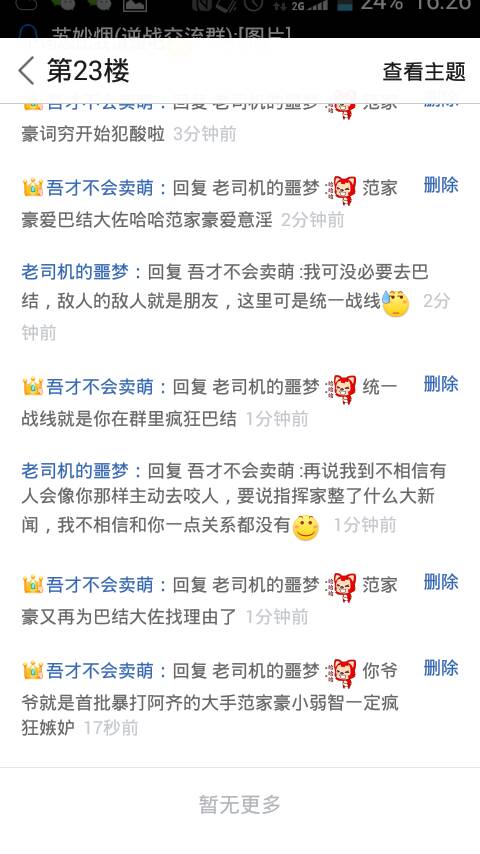 2G 24% 16:26
苏妙烟(逆战交流群):[图片]
第23楼 查看主题
吾才不会卖萌：回复 老司机的噩梦 : 范家 删除
豪词穷开始犯酸啦 3分钟前
吾才不会卖萌：回复 老司机的噩梦 : 范家 删除
豪爱巴结大佐哈哈范家豪爱意淫 2分钟前
老司机的噩梦：回复 吾才不会卖萌 :我可没必要去巴
结，敌人的敌人就是朋友，这里可是统一战线 2分
钟前
吾才不会卖萌：回复 老司机的噩梦 : 统一 删除
战线就是你在群里疯狂巴结 1分钟前
老司机的噩梦：回复 吾才不会卖萌 :再说我到不相信有
人会像你那样主动去咬人，要说指挥家整了什么大新
闻，我不相信和你一点关系都没有 1分钟前
吾才不会卖萌：回复 老司机的噩梦 : 范家 删除
豪又再为巴结大佐找理由了 1分钟前
吾才不会卖萌：回复 老司机的噩梦 : 你爷 删除
爷就是首批暴打阿齐的大手范家豪小弱智一定疯
狂嫉妒 17秒前
暂无更多